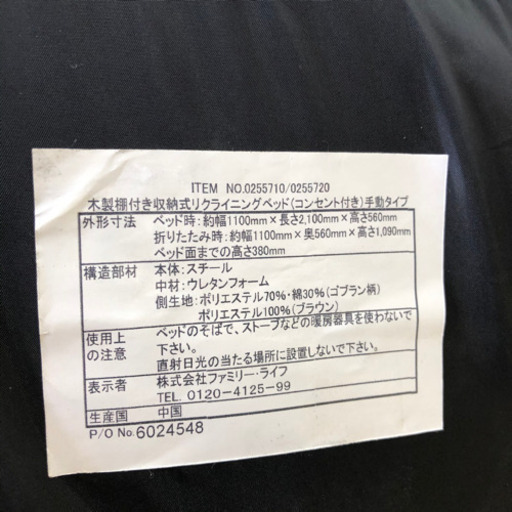 ITEM NO.0255710/0255720
木製棚付き収納式リクライニングベッド(コンセント付き)手動タイプ
外形寸法 ベッド時:約幅1100mm×長さ2,100mm×高さ560mm
折りたたみ時:約幅1100mm×奥560mm×高さ1,090mm
ベッド面までの高さ380mm
構造部材 本体:スチール
中材:ウレタンフォーム
側生地:ポリエステル70%・綿30%(ゴブラン柄)
ポリエステル100%(ブラウン)
使用上の注意 ベッドのそばで、ストーブなどの暖房器具を使わないで
下さい。
直射日光の当たる場所に設置しないで下さい。
表示者 株式会社ファミリー・ライフ
TEL. 0120-4125-99
生産国 中国
P/O No. 6024548